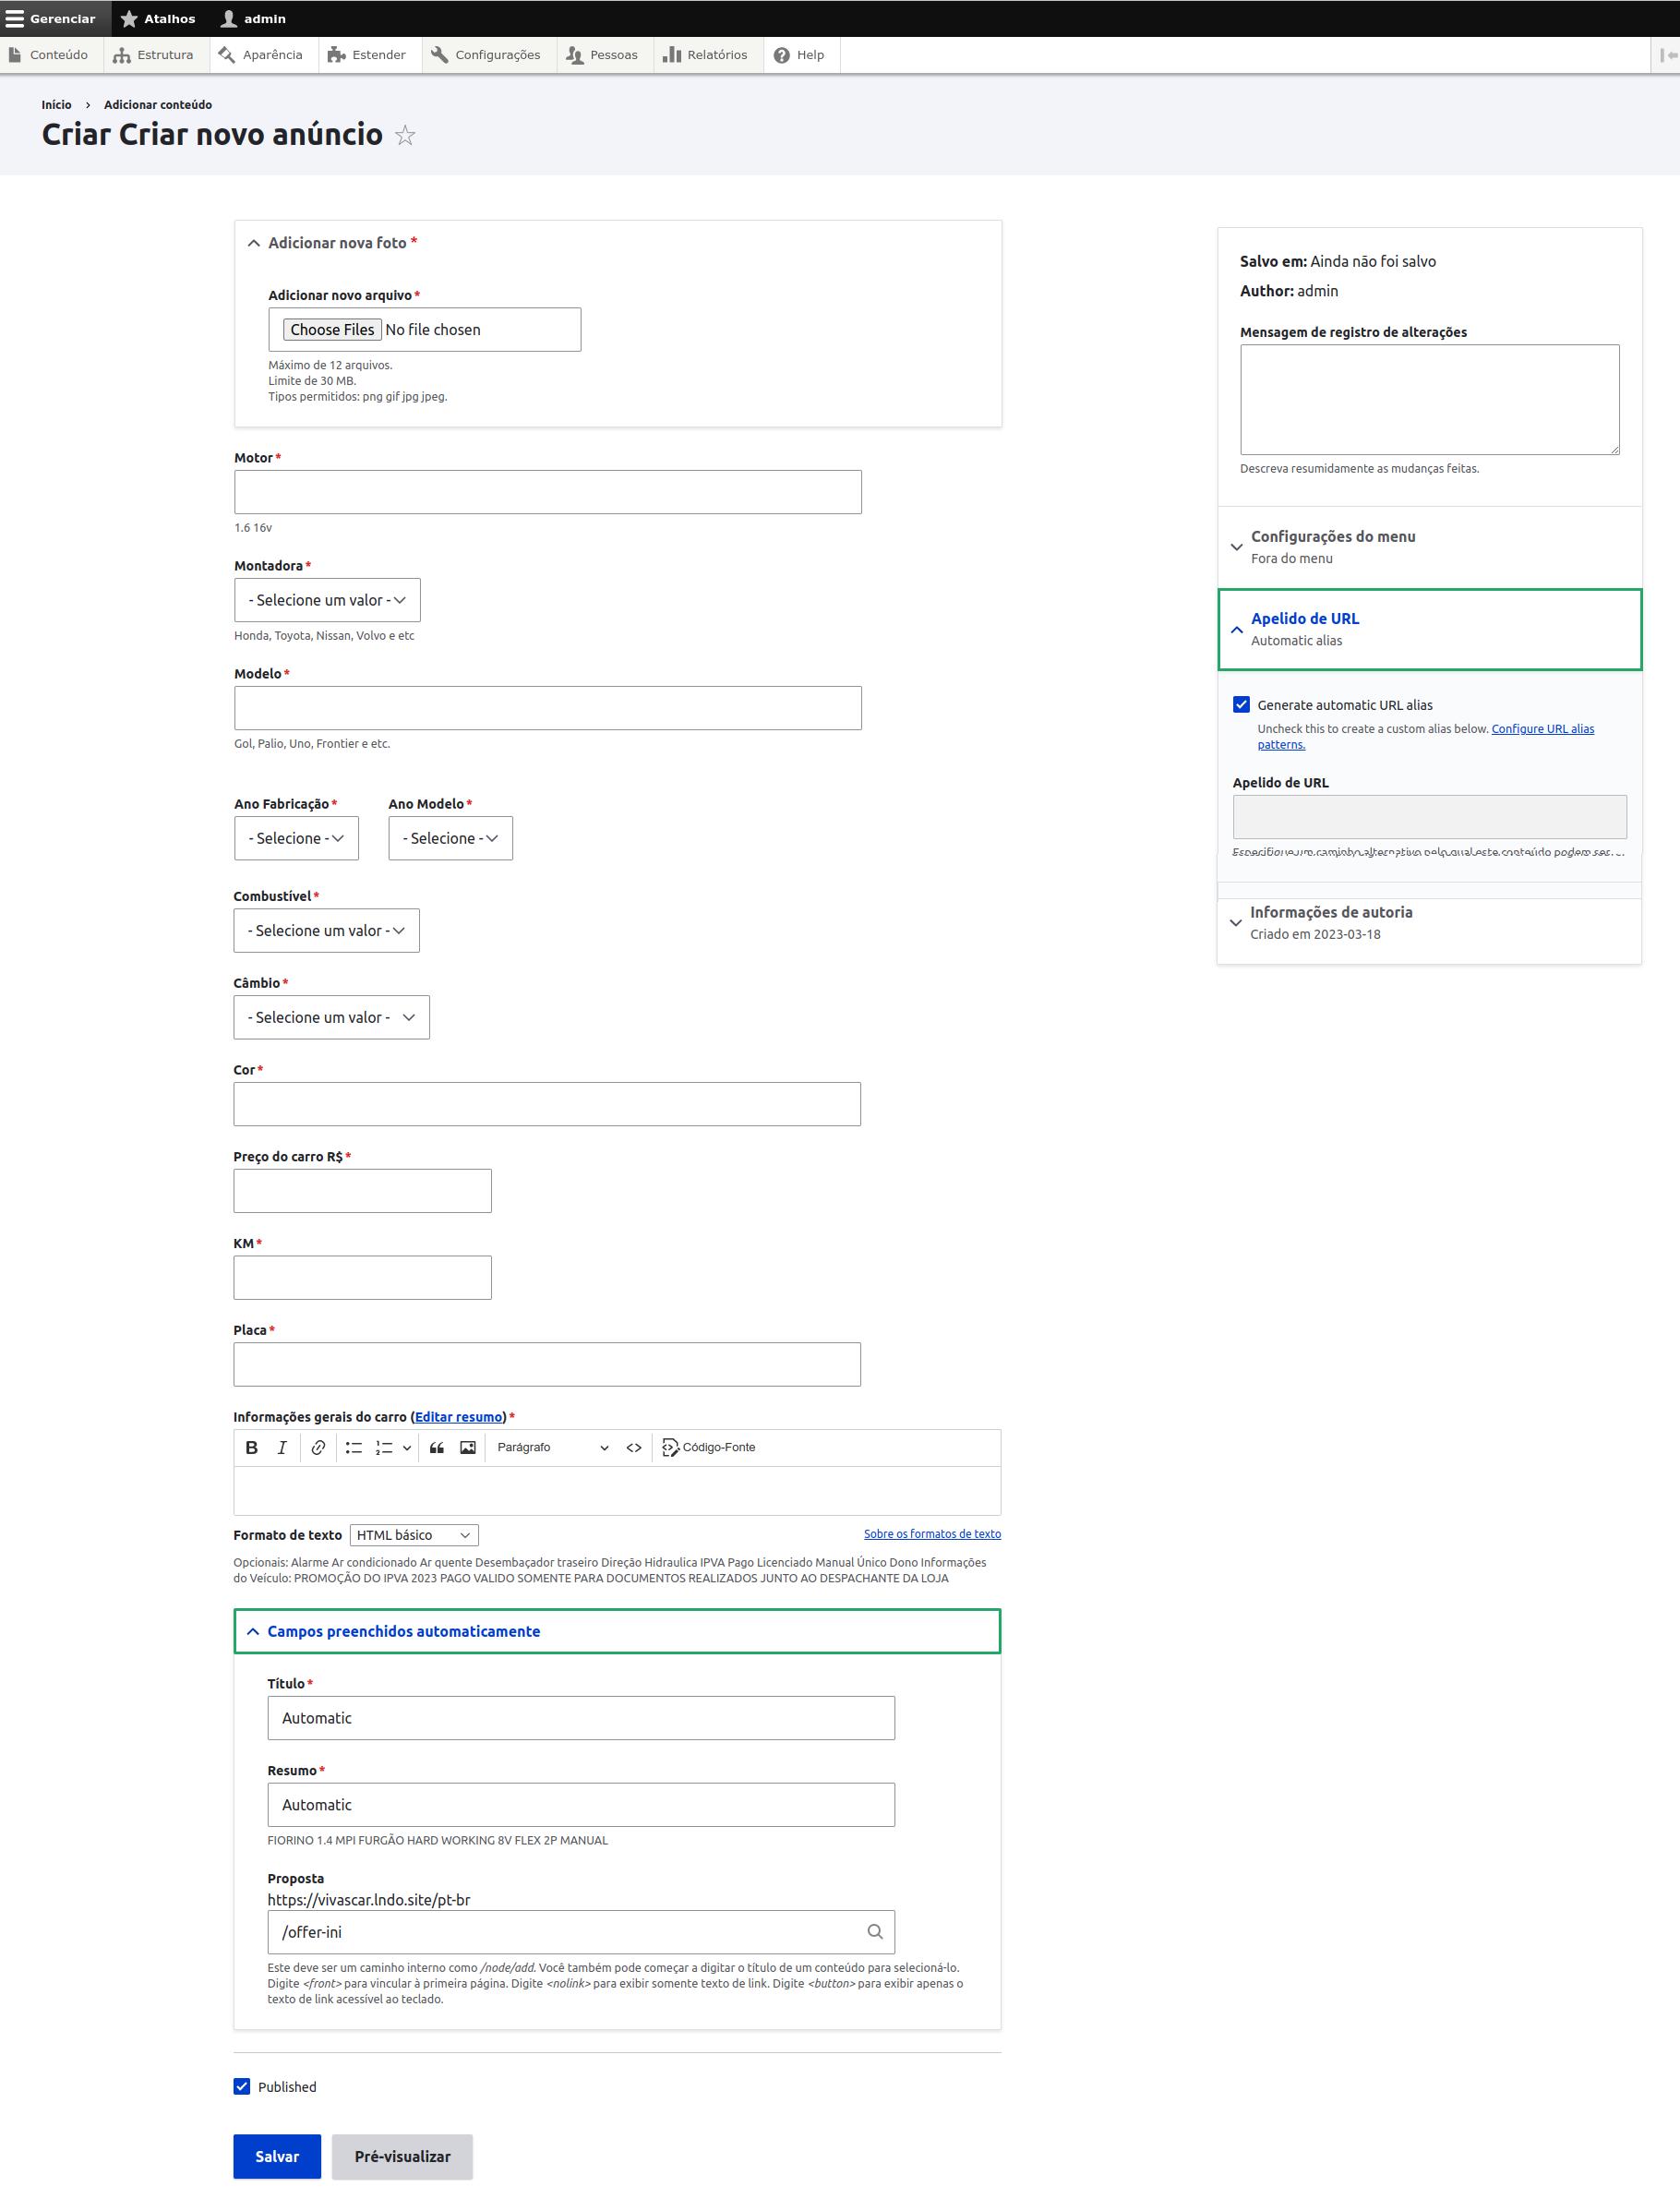 Gerenciar Atalhos admin
Conteúdo Estrutura Aparência Estender Configurações Pessoas Relatórios Help
Início › Adicionar conteúdo
Criar Criar novo anúncio
Adicionar nova foto *
Adicionar novo arquivo *
Choose Files No file chosen
Máximo de 12 arquivos.
Limite de 30 MB.
Tipos permitidos: png gif jpg jpeg.
Motor *
1.6 16v
Montadora *
- Selecione um valor -
Honda, Toyota, Nissan, Volvo e etc
Modelo *
Gol, Palio, Uno, Frontier e etc.
Ano Fabricação * Ano Modelo *
- Selecione - - Selecione -
Combustível *
- Selecione um valor -
Câmbio *
- Selecione um valor -
Cor *
Preço do carro R$ *
KM *
Placa *
Informações gerais do carro (Editar resumo) *
B I Parágrafo <> Código-Fonte
Formato de texto HTML básico Sobre os formatos de texto
Opcionais: Alarme Ar condicionado Ar quente Desembaçador traseiro Direção Hidraulica IPVA Pago Licenciado Manual Único Dono Informações
do Veículo: PROMOÇÃO DO IPVA 2023 PAGO VALIDO SOMENTE PARA DOCUMENTOS REALIZADOS JUNTO AO DESPACHANTE DA LOJA
Campos preenchidos automaticamente
Título *
Automatic
Resumo *
Automatic
FIORINO 1.4 MPI FURGÃO HARD WORKING 8V FLEX 2P MANUAL
Proposta
https://vivascar.lndo.site/pt-br
/offer-ini
Este deve ser um caminho interno como /node/add. Você também pode começar a digitar o título de um conteúdo para selecioná-lo.
Digite <front> para vincular à primeira página. Digite <nolink> para exibir somente texto de link. Digite <button> para exibir apenas o
texto de link acessível ao teclado.
Published
Salvar Pré-visualizar
Salvo em: Ainda não foi salvo
Author: admin
Mensagem de registro de alterações
Descreva resumidamente as mudanças feitas.
Configurações do menu
Fora do menu
Apelido de URL
Automatic alias
Generate automatic URL alias
Uncheck this to create a custom alias below. Configure URL alias
patterns.
Apelido de URL
Especifique um caminho alternativo pelo qual este conteúdo podem ser
Informações de autoria
Criado em 2023-03-18